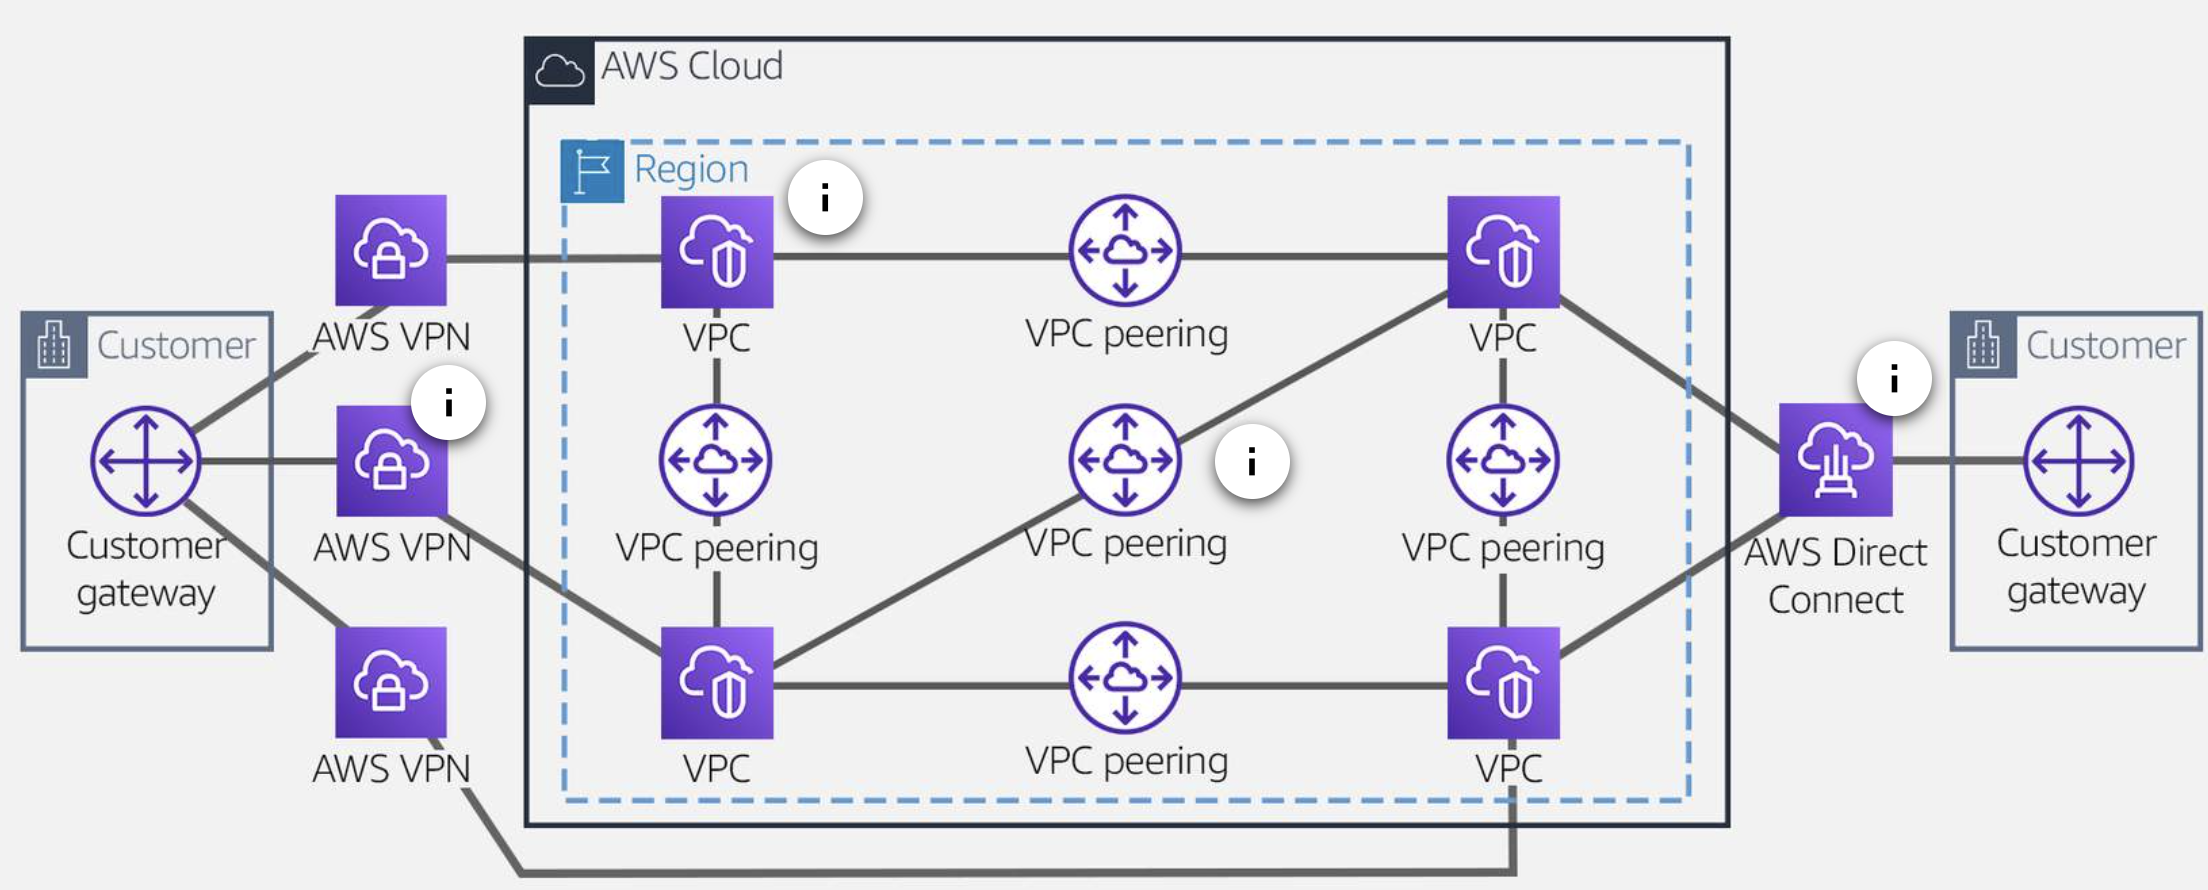 AWS Cloud
Region
i
AWS VPN
VPC
VPC peering
VPC
Customer
Customer
i
i
i
Customer
gateway
AWS VPN
VPC peering
VPC peering
VPC peering
AWS Direct
Connect
Customer
gateway
AWS VPN
VPC
VPC peering
VPC